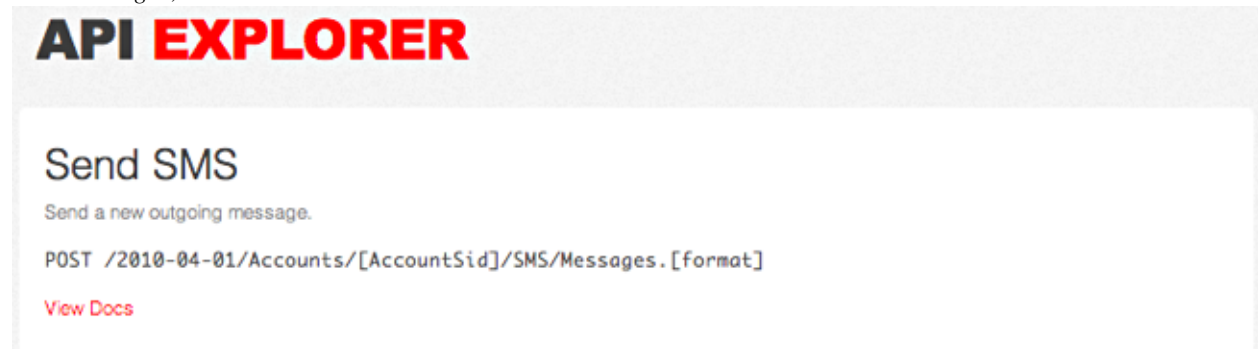 API EXPLORER
Send SMS
Send a new outgoing message.
POST /2010-04-01/Accounts/[AccountSid]/SMS/Messages.[format]
View Docs